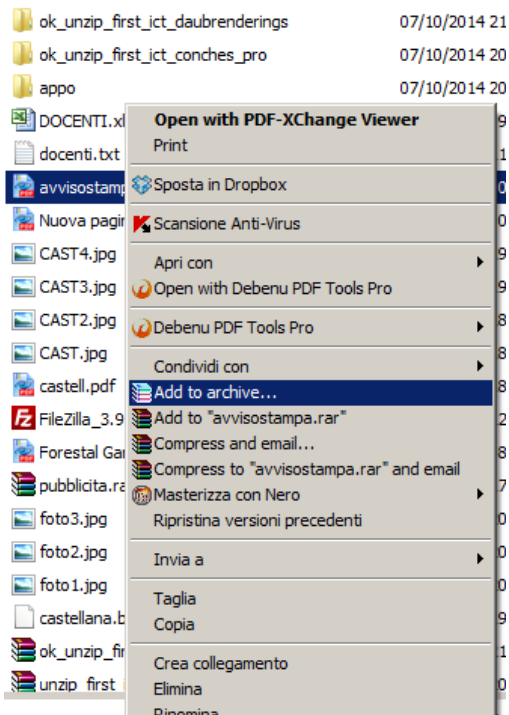 ok_unzip_first_ict_daubrenderings 07/10/2014 21
ok_unzip_first_ict_conches_pro 07/10/2014 20
appo 07/10/2014 20
DOCENTI.xl
docenti.txt
avvisostamp
Nuova pagir
CAST4.jpg
CAST3.jpg
CAST2.jpg
CAST.jpg
castell.pdf
FileZilla_3.9
Forestal Gar
pubblicita.ra
foto3.jpg
foto2.jpg
foto1.jpg
castellana.b
ok_unzip_fir
unzip_first_i
Open with PDF-XChange Viewer
Print
Sposta in Dropbox
Scansione Anti-Virus
Apri con
Open with Debenu PDF Tools Pro
Debenu PDF Tools Pro
Condividi con
Add to archive...
Add to "avvisostampa.rar"
Compress and email...
Compress to "avvisostampa.rar" and email
Masterizza con Nero
Ripristina versioni precedenti
Invia a
Taglia
Copia
Crea collegamento
Elimina
Rinomina